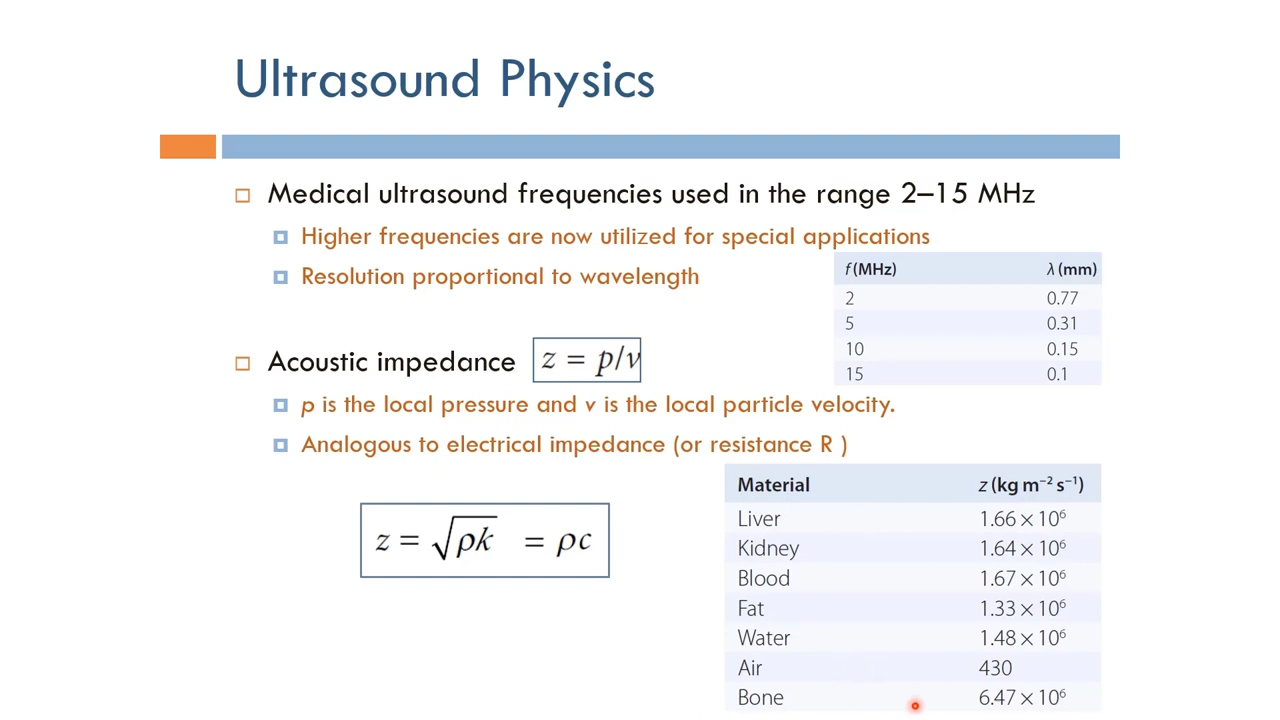 Ultrasound Physics
Medical ultrasound frequencies used in the range 2–15 MHz
Higher frequencies are now utilized for special applications
Resolution proportional to wavelength
f (MHz) λ (mm)
2 0.77
5 0.31
10 0.15
15 0.1
Acoustic impedance z = p/v
p is the local pressure and v is the local particle velocity.
Analogous to electrical impedance (or resistance R )
z = √ρk = ρc
Material z (kg m⁻² s⁻¹)
Liver 1.66 × 10⁶
Kidney 1.64 × 10⁶
Blood 1.67 × 10⁶
Fat 1.33 × 10⁶
Water 1.48 × 10⁶
Air 430
Bone 6.47 × 10⁶